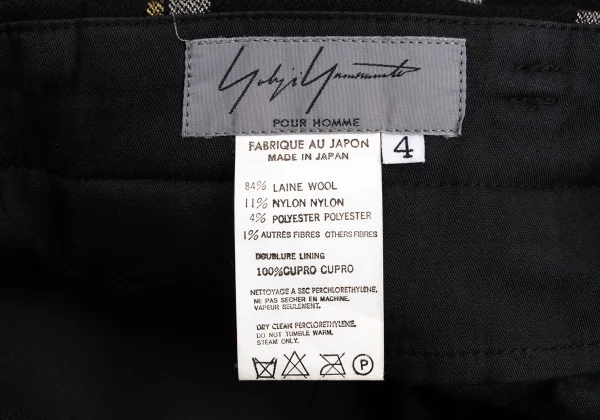 Yohji Yamamoto
POUR HOMME
FABRIQUE AU JAPON
MADE IN JAPAN
4
84% LAINE WOOL
11% NYLON NYLON
4% POLYESTER POLYESTER
1% AUTRES FIBRES OTHERS FIBRES
DOUBLURE LINING
100%CUPRO CUPRO
NETTOYAGE A SEC PERCHLORETHYLENE.
NE PAS SECHER EN MACHINE.
VAPEUR SEULEMENT.
DRY CLEAN PERCLORETHYLENE.
DO NOT TUMBLE WARM.
STEAM ONLY.
P